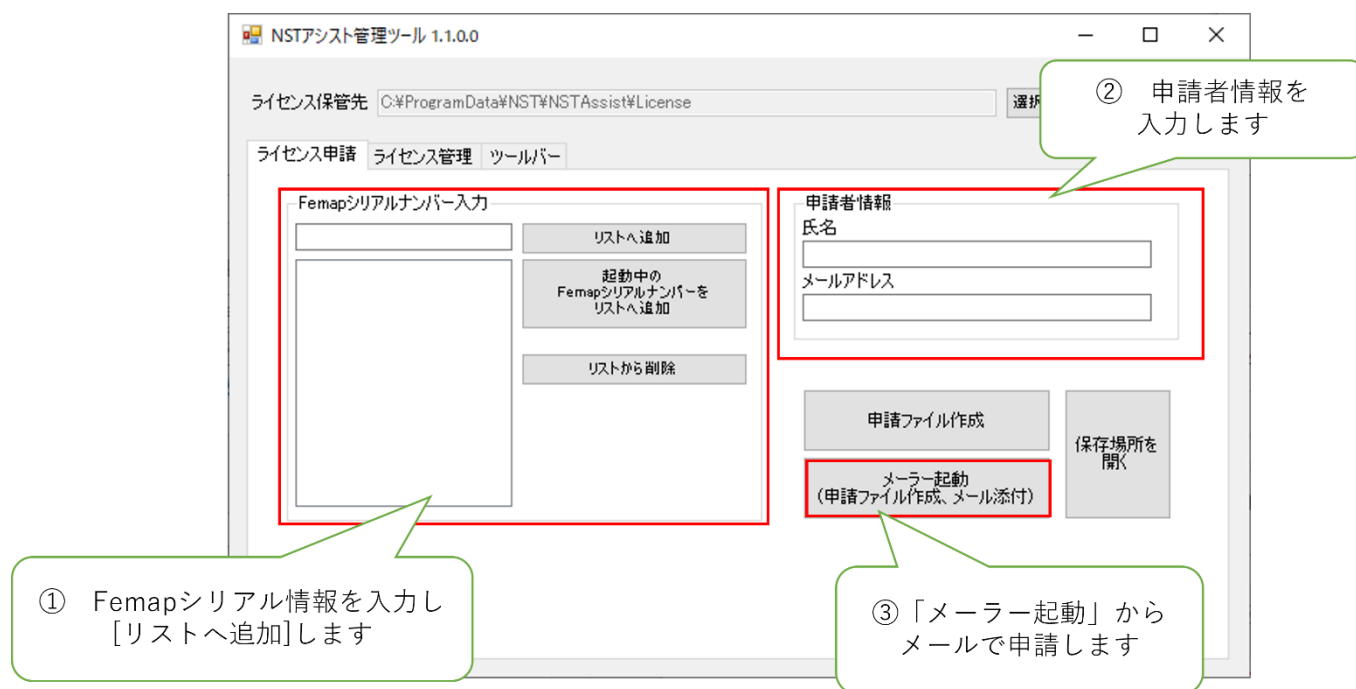 NSTアシスト管理ツール 1.1.0.0
ライセンス保管先
C:¥ProgramData¥NST¥NSTAssist¥License
選択
② 申請者情報を
入力します
ライセンス申請
ライセンス管理
ツールバー
Femapシリアルナンバー入力
リストへ追加
起動中の
Femapシリアルナンバーを
リストへ追加
リストから削除
申請者情報
氏名
メールアドレス
申請ファイル作成
メーラー起動
（申請ファイル作成、メール添付）
保存場所を
開く
① Femapシリアル情報を入力し
[リストへ追加]します
③「メーラー起動」から
メールで申請します